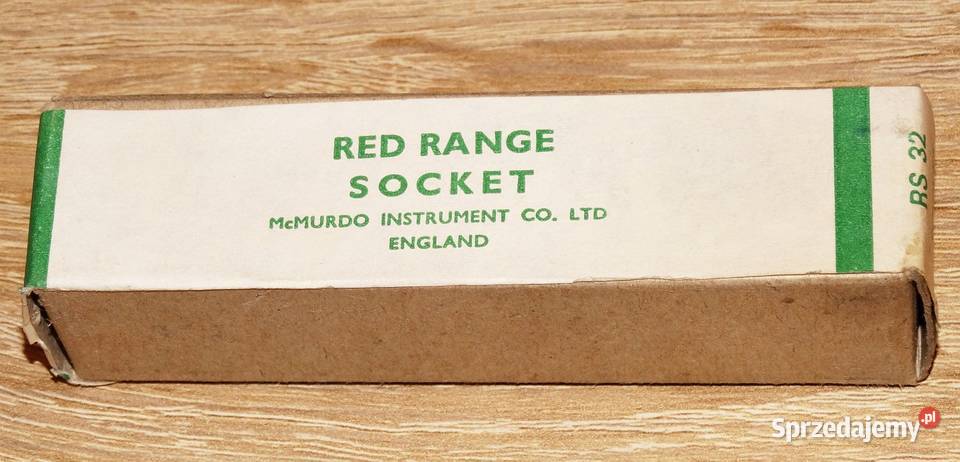 RED RANGE
SOCKET
McMURDO INSTRUMENT CO. LTD
ENGLAND
RS 32
Sprzedajemy.pl